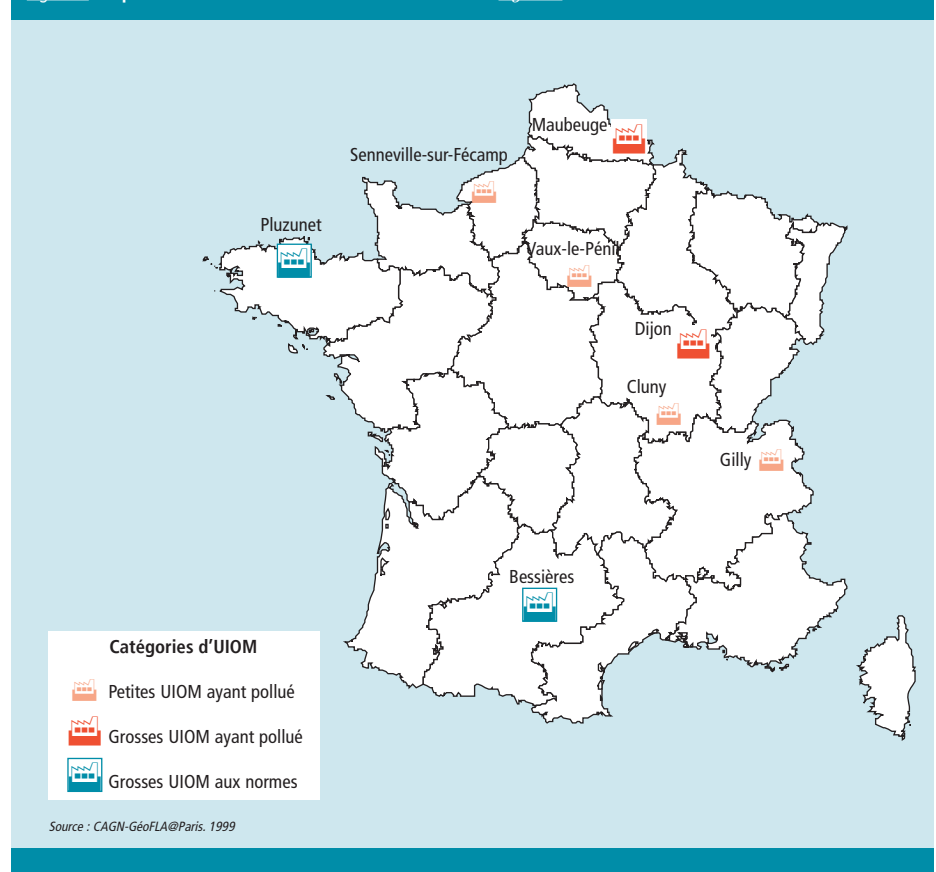 Maubeuge
Senneville-sur-Fécamp
Pluzunet
Vaux-le-Pénil
Dijon
Cluny
Gilly
Bessières
Catégories d'UIOM
Petites UIOM ayant pollué
Grosses UIOM ayant pollué
Grosses UIOM aux normes
Source : CAGN-GéoFLA@Paris. 1999